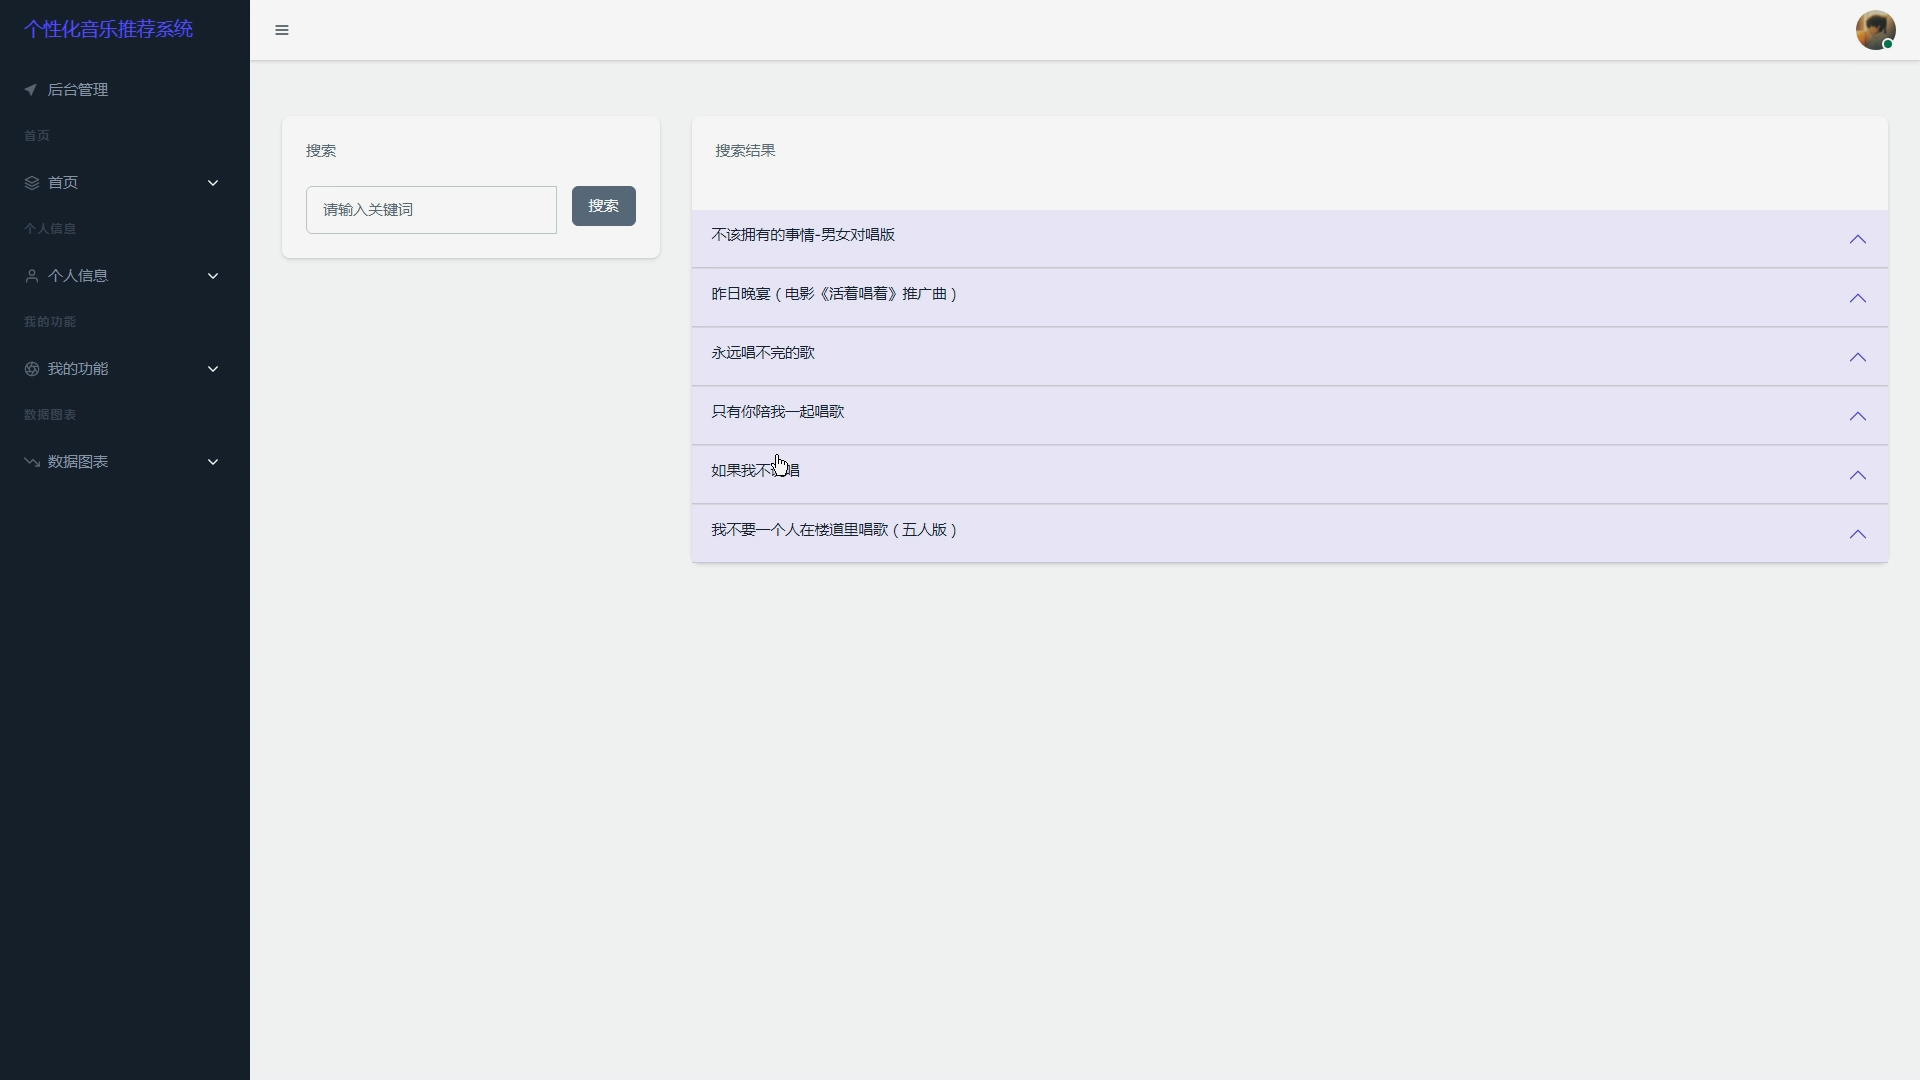 个性化音乐推荐系统
后台管理
首页
首页
个人信息
个人信息
我的功能
我的功能
数据图表
数据图表
搜索
请输入关键词
搜索
搜索结果
不该拥有的事情-男女对唱版
昨日晚宴（电影《活着唱着》推广曲）
永远唱不完的歌
只有你陪我一起唱歌
如果我不 唱
我不要一个人在楼道里唱歌（五人版）